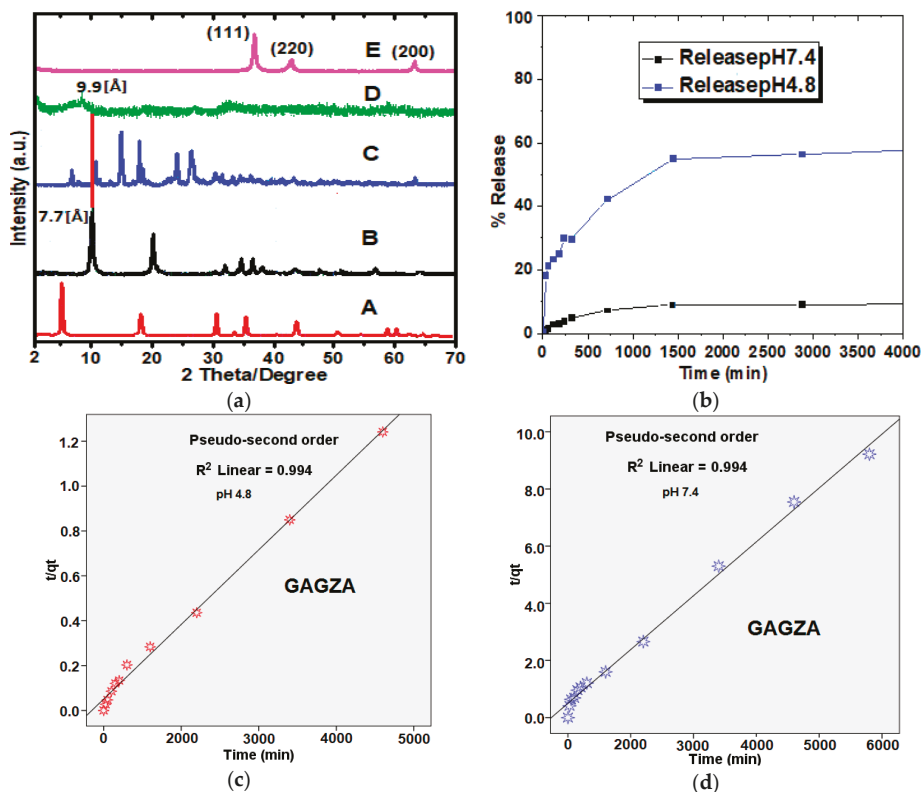 (111)
(220)
(200)
E
9.9[Å]
D
C
7.7[Å]
B
A
Intensity (a.u.)
2 10 20 30 40 50 60 70
2 Theta/Degree
(a)
100
80
60
40
20
0
% Release
ReleasepH7.4
ReleasepH4.8
0 500 1000 1500 2000 2500 3000 3500 4000
Time (min)
(b)
1.2
1.0
0.8
0.6
0.4
0.2
0.0
t/qt
Pseudo-second order
R² Linear = 0.994
pH 4.8
GAGZA
0 2000 4000 5000
Time (min)
(c)
10.0
8.0
6.0
4.0
2.0
0.0
t/qt
Pseudo-second order
R² Linear = 0.994
pH 7.4
GAGZA
0 1000 2000 3000 4000 5000 6000
Time (min)
(d)